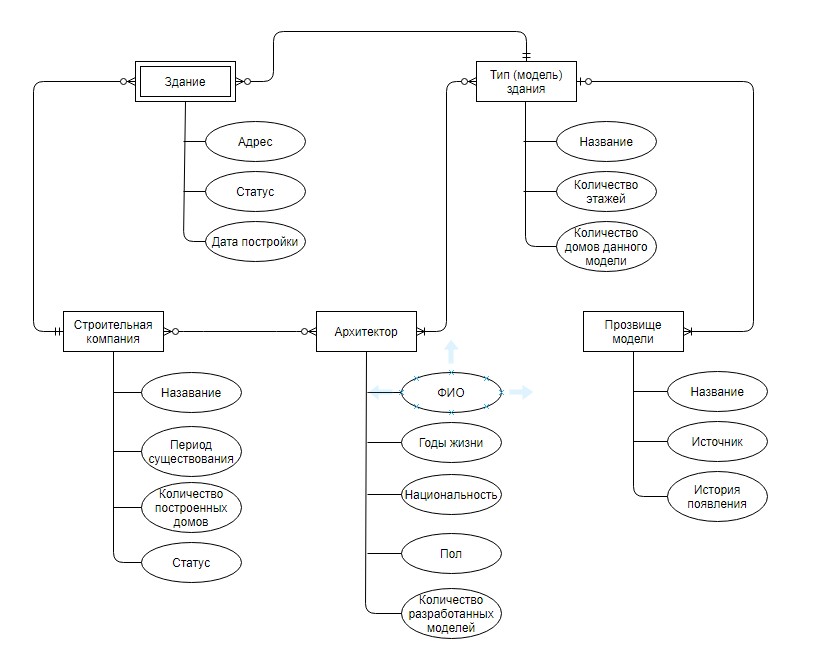 Здание
Тип (модель)
здания
Адрес
Статус
Дата постройки
Название
Количество
этажей
Количество
домов данного
модели
Строительная
компания
Архитектор
Прозвище
модели
Назавание
Период
существования
Количество
построенных
домов
Статус
ФИО
Годы жизни
Национальность
Пол
Количество
разработанных
моделей
Название
Источник
История
появления